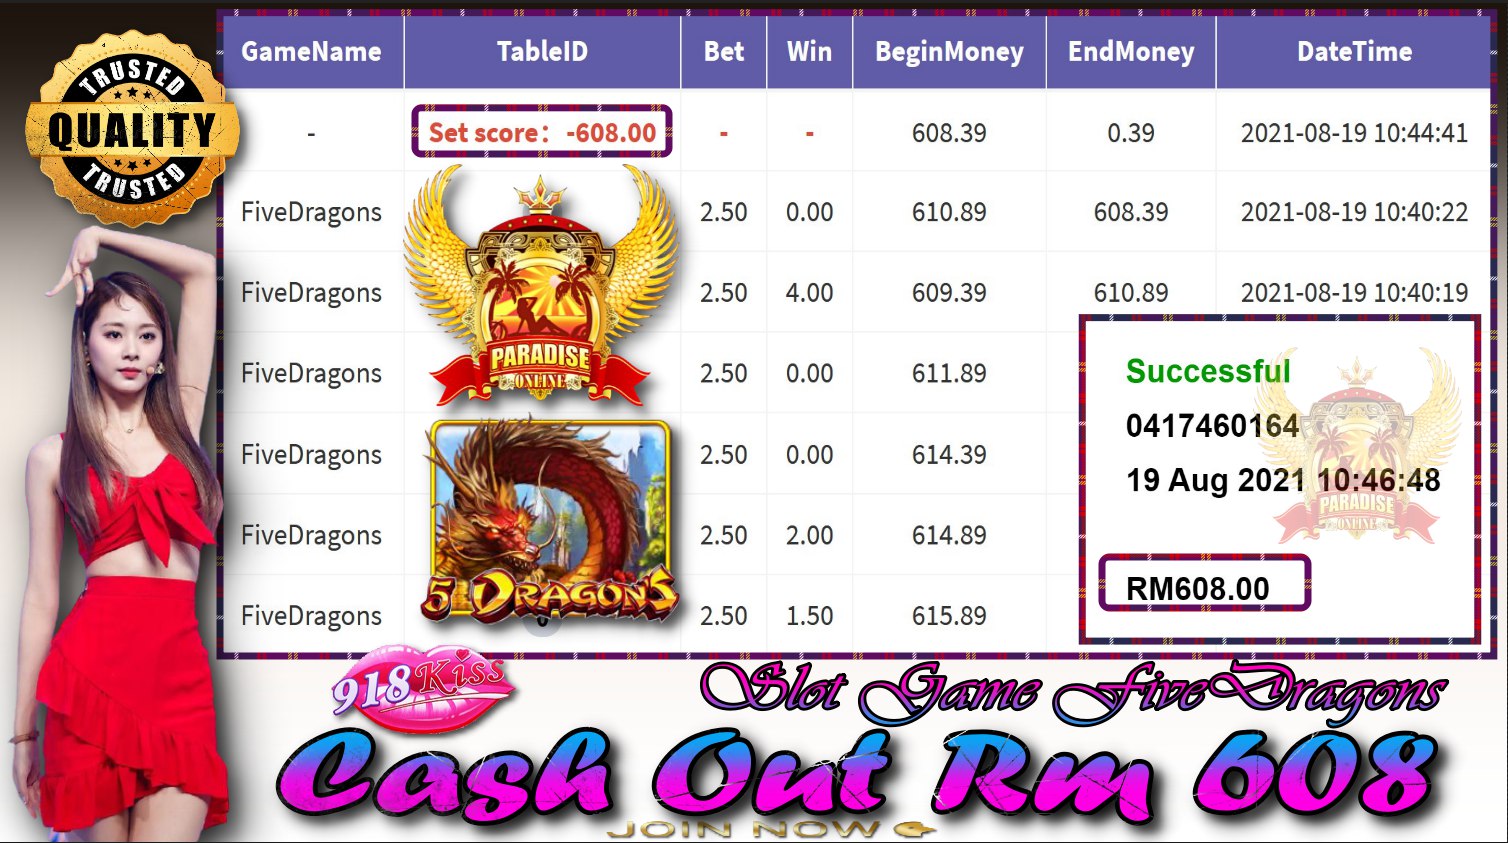 TRUSTED
QUALITY
TRUSTED
GameName TableID Bet Win BeginMoney EndMoney DateTime
- Set score： -608.00 - - 608.39 0.39 2021-08-19 10:44:41
FiveDragons 2.50 0.00 610.89 608.39 2021-08-19 10:40:22
FiveDragons 2.50 4.00 609.39 610.89 2021-08-19 10:40:19
FiveDragons 2.50 0.00 611.89
FiveDragons 2.50 0.00 614.39
FiveDragons 2.50 2.00 614.89
FiveDragons 2.50 1.50 615.89
PARADISE
ONLINE
5 DRAGONS
Successful
0417460164
19 Aug 2021 10:46:48
PARADISE
ONLINE
RM608.00
918Kiss
Slot Game FiveDragons
Cash Out Rm 608
JOIN NOW